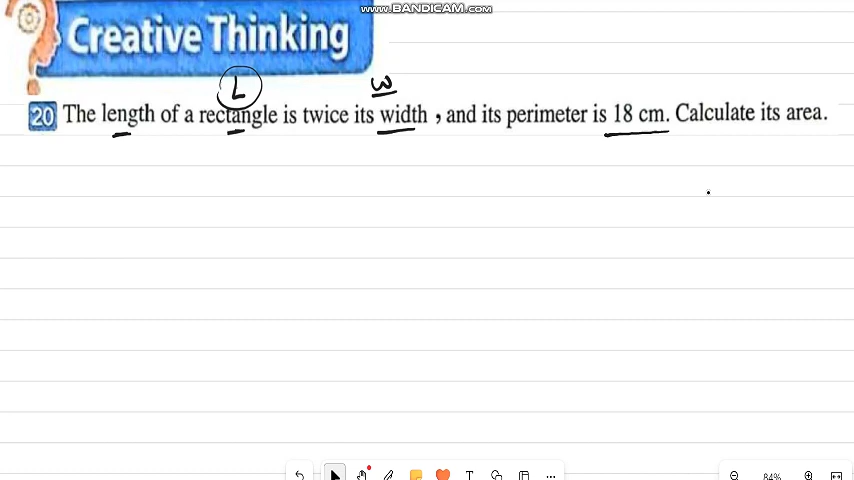 www.BANDICAM.com
Creative Thinking
L
w
20 The length of a rectangle is twice its width , and its perimeter is 18 cm. Calculate its area.
T
84%